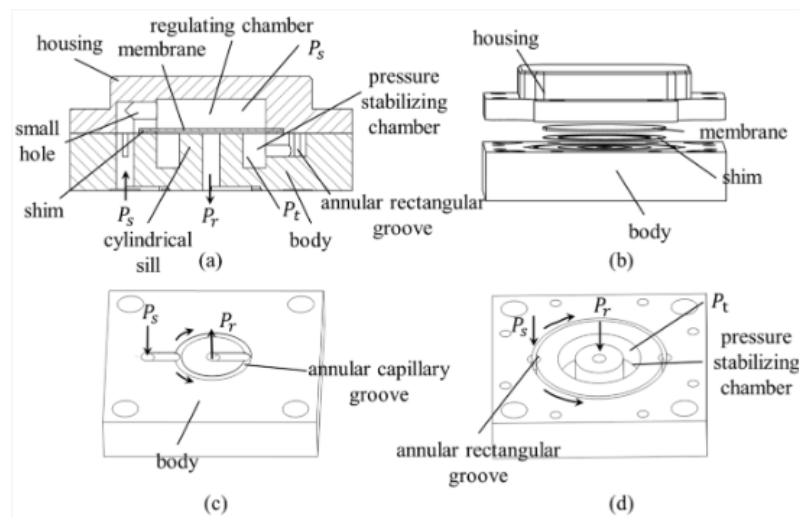 regulating chamber
membrane
housing
P_s
pressure
stabilizing
chamber
small
hole
shim
P_s
cylindrical
sill
P_r
P_t
body
annular rectangular
groove
(a)
housing
membrane
shim
body
(b)
P_s
P_r
annular capillary
groove
body
(c)
P_s
P_r
P_t
pressure
stabilizing
chamber
annular rectangular
groove
(d)